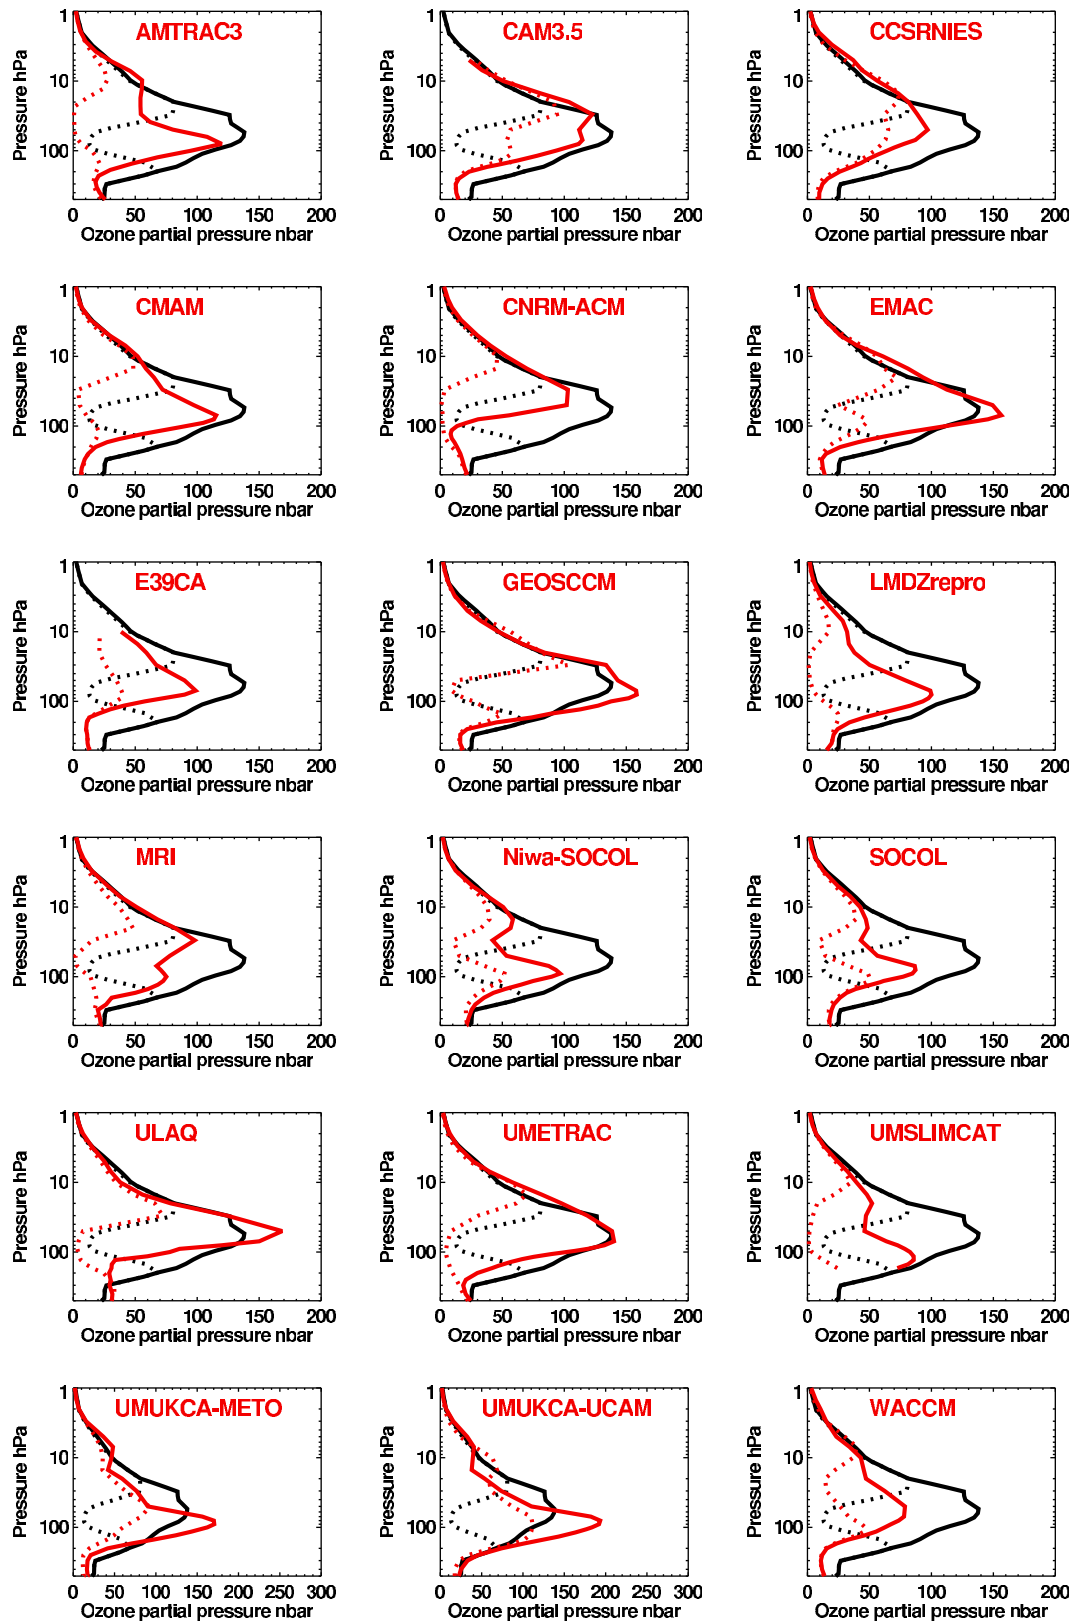 AMTRAC3
CAM3.5
CCSRNIES
Pressure hPa
Pressure hPa
Pressure hPa
1
10
100
1
10
100
1
10
100
0 50 100 150 200
0 50 100 150 200
0 50 100 150 200
Ozone partial pressure nbar
Ozone partial pressure nbar
Ozone partial pressure nbar
CMAM
CNRM-ACM
EMAC
Pressure hPa
Pressure hPa
Pressure hPa
1
10
100
1
10
100
1
10
100
0 50 100 150 200
0 50 100 150 200
0 50 100 150 200
Ozone partial pressure nbar
Ozone partial pressure nbar
Ozone partial pressure nbar
E39CA
GEOSCCM
LMDZrepro
Pressure hPa
Pressure hPa
Pressure hPa
1
10
100
1
10
100
1
10
100
0 50 100 150 200
0 50 100 150 200
0 50 100 150 200
Ozone partial pressure nbar
Ozone partial pressure nbar
Ozone partial pressure nbar
MRI
Niwa-SOCOL
SOCOL
Pressure hPa
Pressure hPa
Pressure hPa
1
10
100
1
10
100
1
10
100
0 50 100 150 200
0 50 100 150 200
0 50 100 150 200
Ozone partial pressure nbar
Ozone partial pressure nbar
Ozone partial pressure nbar
ULAQ
UMETRAC
UMSLIMCAT
Pressure hPa
Pressure hPa
Pressure hPa
1
10
100
1
10
100
1
10
100
0 50 100 150 200
0 50 100 150 200
0 50 100 150 200
Ozone partial pressure nbar
Ozone partial pressure nbar
Ozone partial pressure nbar
UMUKCA-METO
UMUKCA-UCAM
WACCM
Pressure hPa
Pressure hPa
Pressure hPa
1
10
100
1
10
100
1
10
100
0 50 100 150 200 250 300
0 50 100 150 200 250 300
0 50 100 150 200
Ozone partial pressure nbar
Ozone partial pressure nbar
Ozone partial pressure nbar